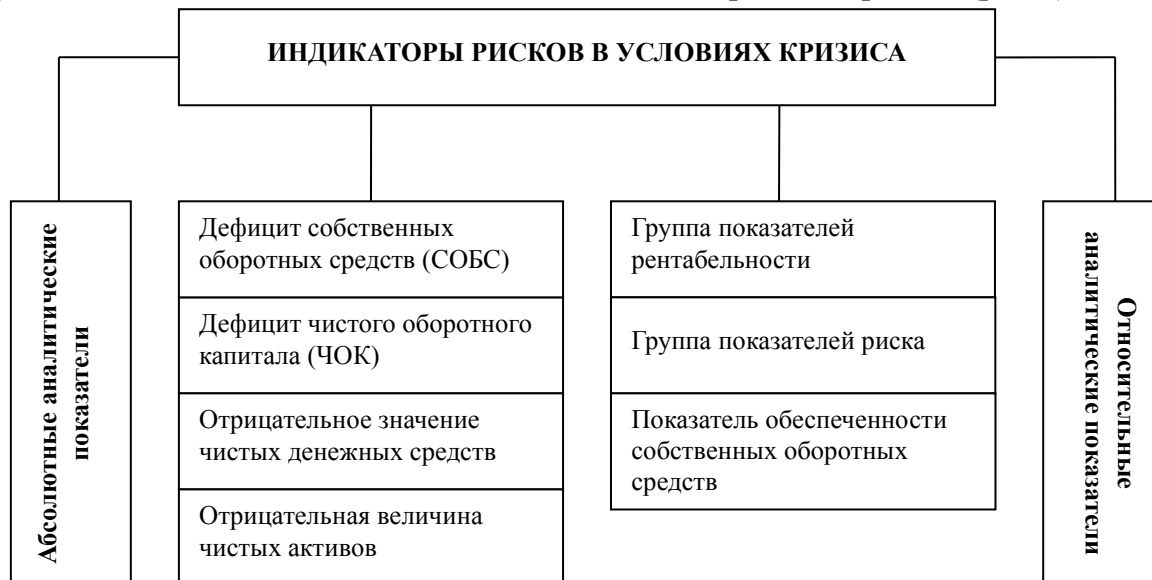 ИНДИКАТОРЫ РИСКОВ В УСЛОВИЯХ КРИЗИСА
Абсолютные аналитические
показатели
Дефицит собственных
оборотных средств (СОБС)
Дефицит чистого оборотного
капитала (ЧОК)
Отрицательное значение
чистых денежных средств
Отрицательная величина
чистых активов
Группа показателей
рентабельности
Группа показателей риска
Показатель обеспеченности
собственных оборотных
средств
Относительные
аналитические показатели